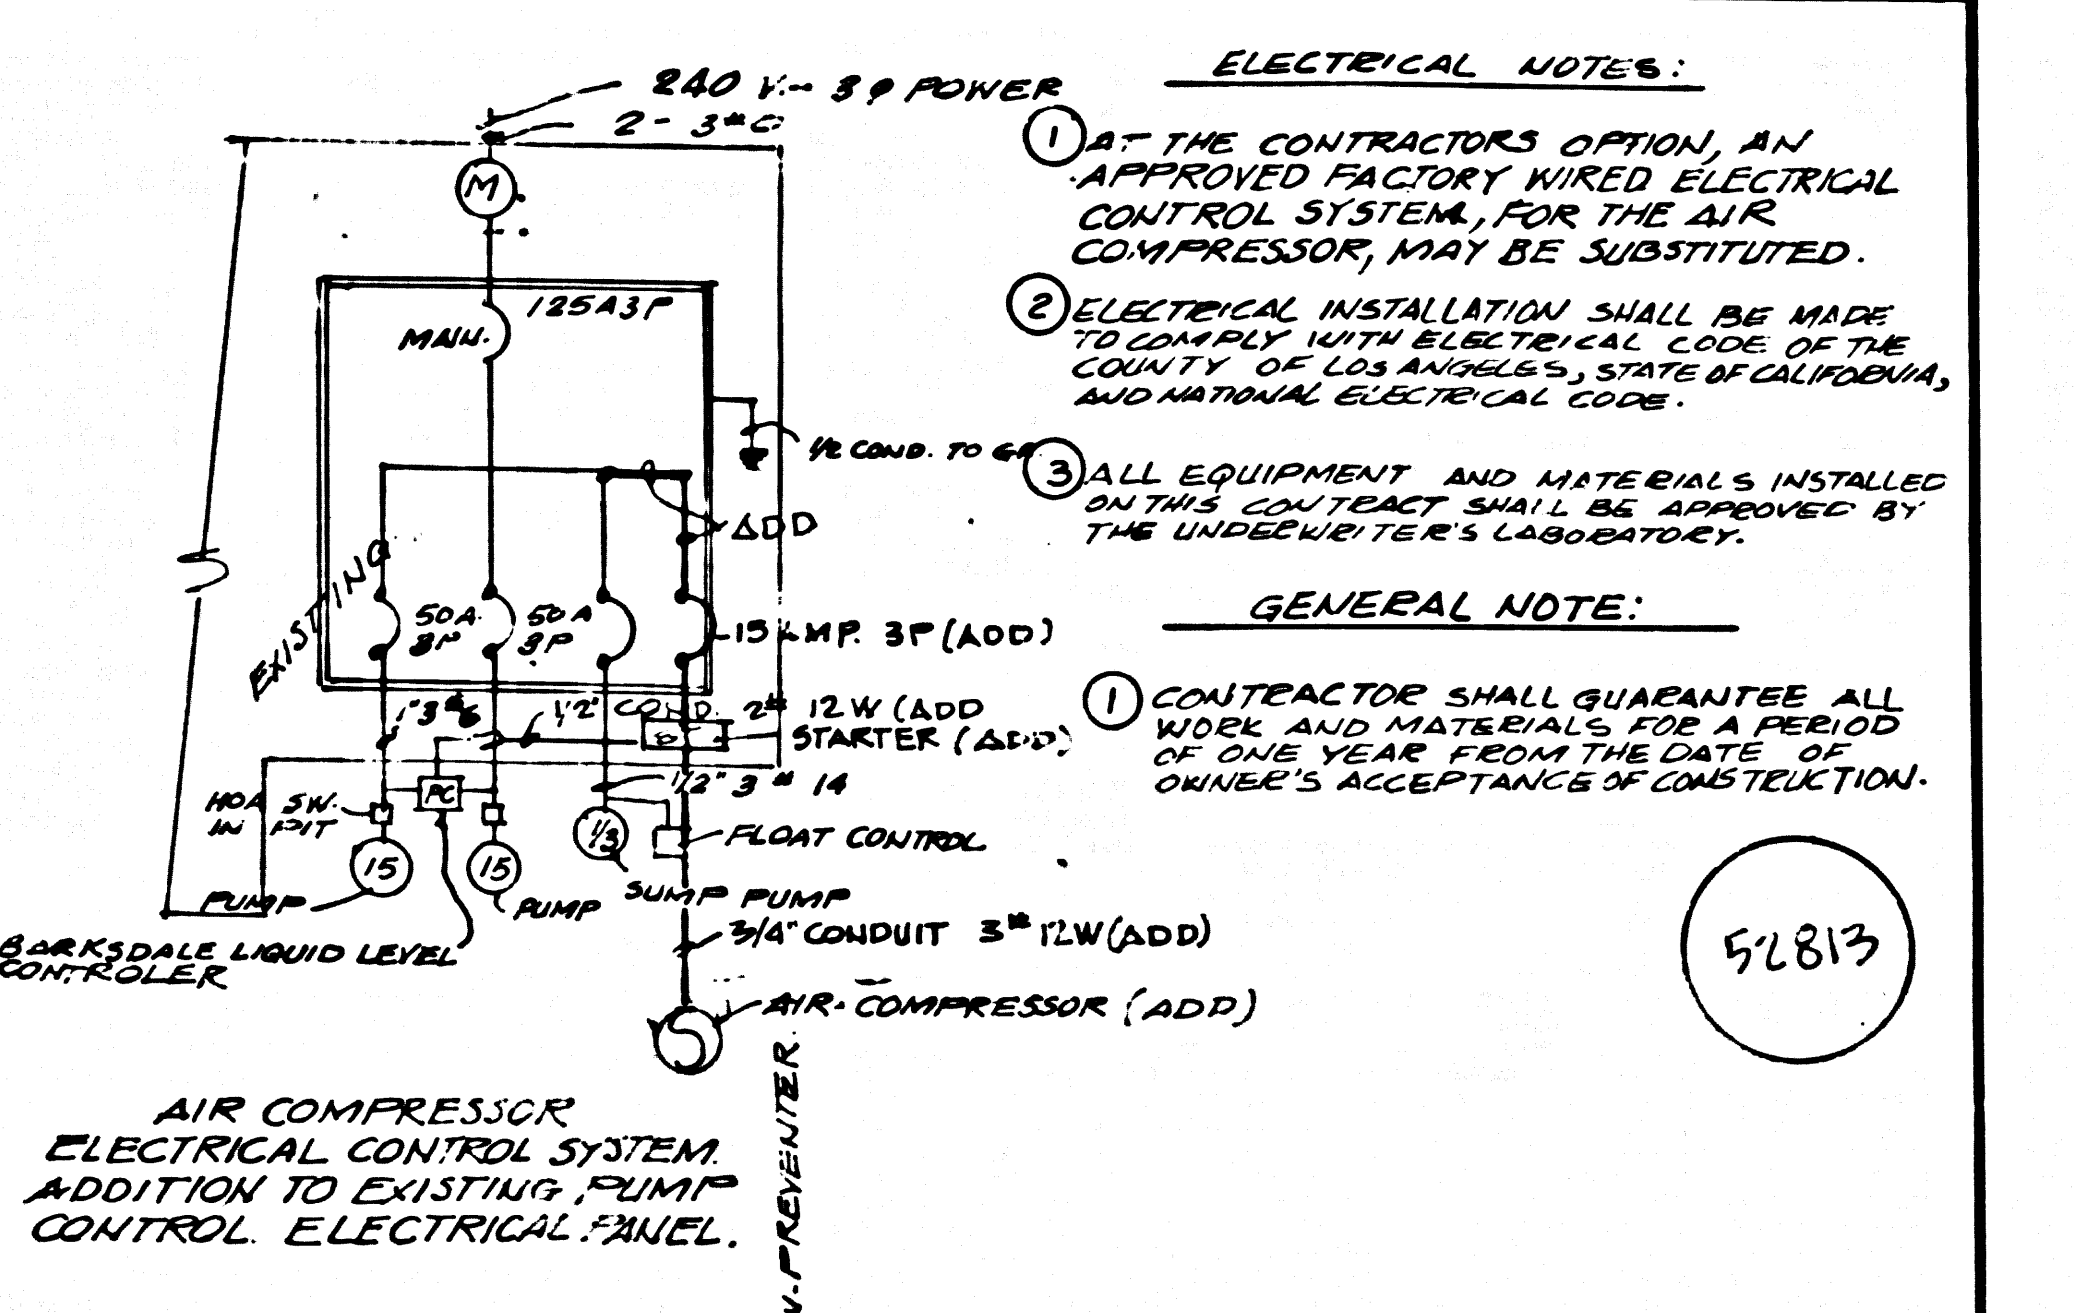 240 V. - 3 φ POWER
2 - 3 # C
M
125A3P
MAIN.
1/2 COND. TO GR.
ADD
EXISTING
50A. 3P
50A 3P
15 AMP. 3P (ADD)
1" 3 # 6
1/2" COND. 2 # 12 W (ADD
STARTER (ADD)
1/2" 3 # 14
HOA SW.
IN PIT
PC
15
15
1/3
FLOAT CONTROL
PUMP
PUMP
SUMP PUMP
3/4" CONDUIT 3 # 12W (ADD)
BARKSDALE LIQUID LEVEL
CONTROLER
AIR-COMPRESSOR (ADD)
AIR COMPRESSOR
ELECTRICAL CONTROL SYSTEM.
ADDITION TO EXISTING PUMP
CONTROL ELECTRICAL PANEL.
PREVENTER.
ELECTRICAL NOTES:
1 AT THE CONTRACTORS OPTION, AN
APPROVED FACTORY WIRED ELECTRICAL
CONTROL SYSTEM, FOR THE AIR
COMPRESSOR, MAY BE SUBSTITUTED.
2 ELECTRICAL INSTALLATION SHALL BE MADE
TO COMPLY WITH ELECTRICAL CODE OF THE
COUNTY OF LOS ANGELES, STATE OF CALIFORNIA,
AND NATIONAL ELECTRICAL CODE.
3 ALL EQUIPMENT AND MATERIALS INSTALLED
ON THIS CONTRACT SHALL BE APPROVED BY
THE UNDERWRITER'S LABORATORY.
GENERAL NOTE:
1 CONTRACTOR SHALL GUARANTEE ALL
WORK AND MATERIALS FOR A PERIOD
OF ONE YEAR FROM THE DATE OF
OWNER'S ACCEPTANCE OF CONSTRUCTION.
52813